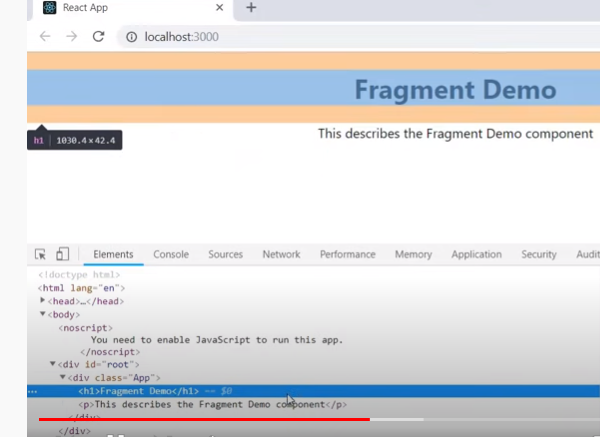 React App
localhost:3000
Fragment Demo
h1 1030.4×42.4
This describes the Fragment Demo component
Elements Console Sources Network Performance Memory Application Security Audit
<!doctype html>
<html lang="en">
<head>…</head>
<body>
<noscript>
You need to enable JavaScript to run this app.
</noscript>
<div id="root">
<div class="App">
<h1>Fragment Demo</h1> == $0
<p>This describes the Fragment Demo component</p>
</div>
</div>